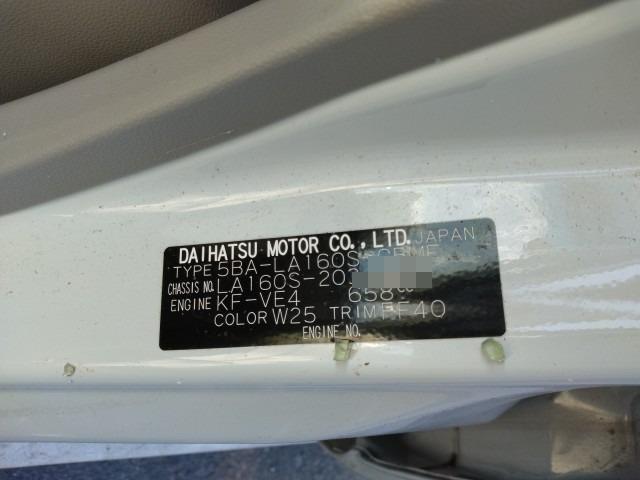 DAIHATSU MOTOR CO.,LTD. JAPAN
TYPE 5BA-LA160S
CHASSIS NO. LA160S-20
ENGINE KF-VE4 658cc
COLOR W25 TRIM F40
ENGINE NO.